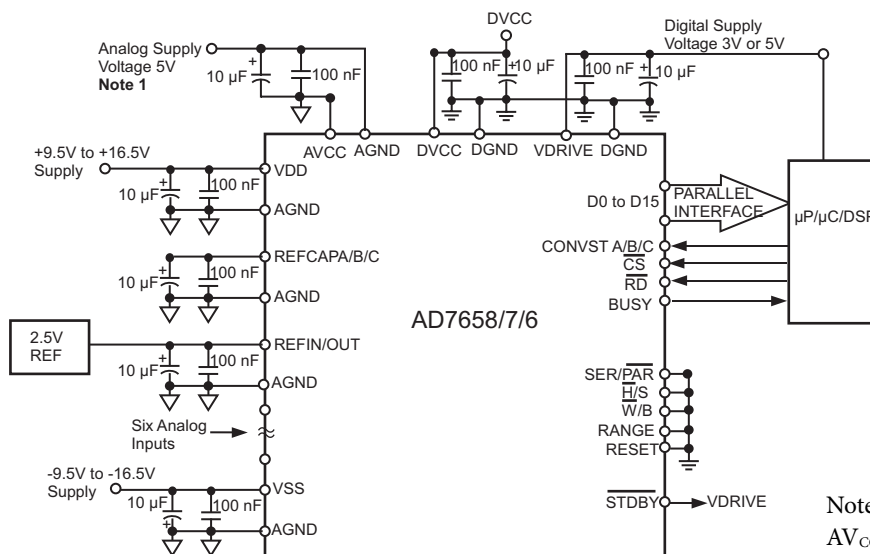 DVCC
Digital Supply
Voltage 3V or 5V
Analog Supply
Voltage 5V
Note 1
10 µF
100 nF
100 nF
10 µF
100 nF
10 µF
AVCC
AGND
DVCC
DGND
VDRIVE
DGND
+9.5V to +16.5V
Supply
VDD
10 µF
100 nF
AGND
D0 to D15
PARALLEL
INTERFACE
µP/µC/DSP
CONVST A/B/C
CS
RD
BUSY
REFCAPA/B/C
10 µF
100 nF
AGND
AD7658/7/6
2.5V
REF
REFIN/OUT
10 µF
100 nF
AGND
SER/PAR
H/S
W/B
RANGE
RESET
Six Analog
Inputs
-9.5V to -16.5V
Supply
VSS
10 µF
100 nF
AGND
STDBY
VDRIVE
Note